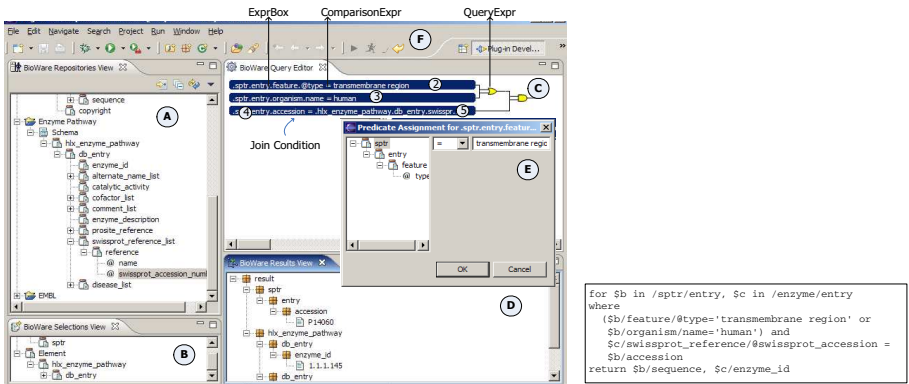 ExprBox
ComparisonExpr
QueryExpr
File Edit Navigate Search Project Run Window Help
F
Plug-in Devel...
BioWare Repositories View
BioWare Query Editor
.sptr.entry.feature.@type = transmembrane region
2
C
.sptr.entry.organism.name = human
3
4
entry.accession = .hlx_enzyme_pathway.db_entry.swisspr
5
Join Condition
A
sequence
copyright
Enzyme Pathway
Schema
hlx_enzyme_pathway
db_entry
enzyme_id
alternate_name_list
catalytic_activity
cofactor_list
comment_list
enzyme_description
prosite_reference
swissprot_reference_list
reference
@ name
@ swissprot_accession_numl
disease_list
EMBL
Predicate Assignment for .sptr.entry.featur...
sptr
entry
feature
@ type
=
transmembrane regic
E
OK
Cancel
BioWare Results View
result
sptr
entry
accession
P14060
hlx_enzyme_pathway
db_entry
enzyme_id
1.1.1.145
db_entry
D
BioWare Selections View
sptr
Element
hlx_enzyme_pathway
db_entry
B
for $b in /sptr/entry, $c in /enzyme/entry
where
($b/feature/@type='transmembrane region' or
$b/organism/name='human') and
$c/swissprot_reference/@swissprot_accession =
$b/accession
return $b/sequence, $c/enzyme_id